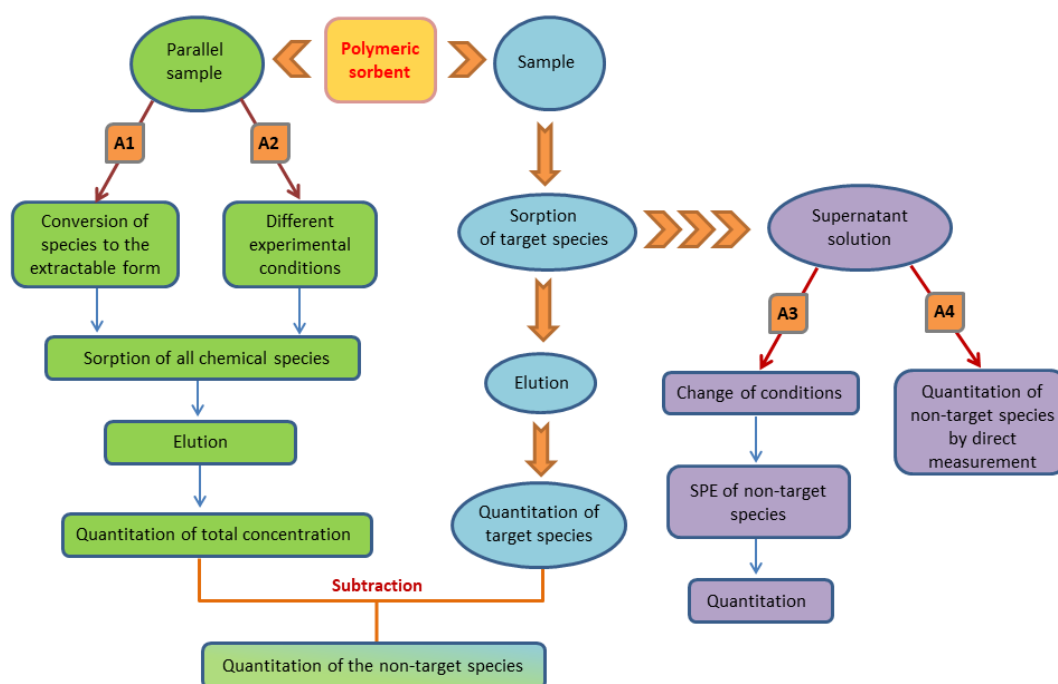 Parallel
sample
Polymeric
sorbent
Sample
A1
A2
Conversion of
species to the
extractable form
Different
experimental
conditions
Sorption
of target species
Supernatant
solution
A3
A4
Sorption of all chemical species
Elution
Change of conditions
Quantitation of
non-target species
by direct
measurement
Elution
SPE of non-target
species
Quantitation of total concentration
Quantitation of
target species
Subtraction
Quantitation
Quantitation of the non-target species